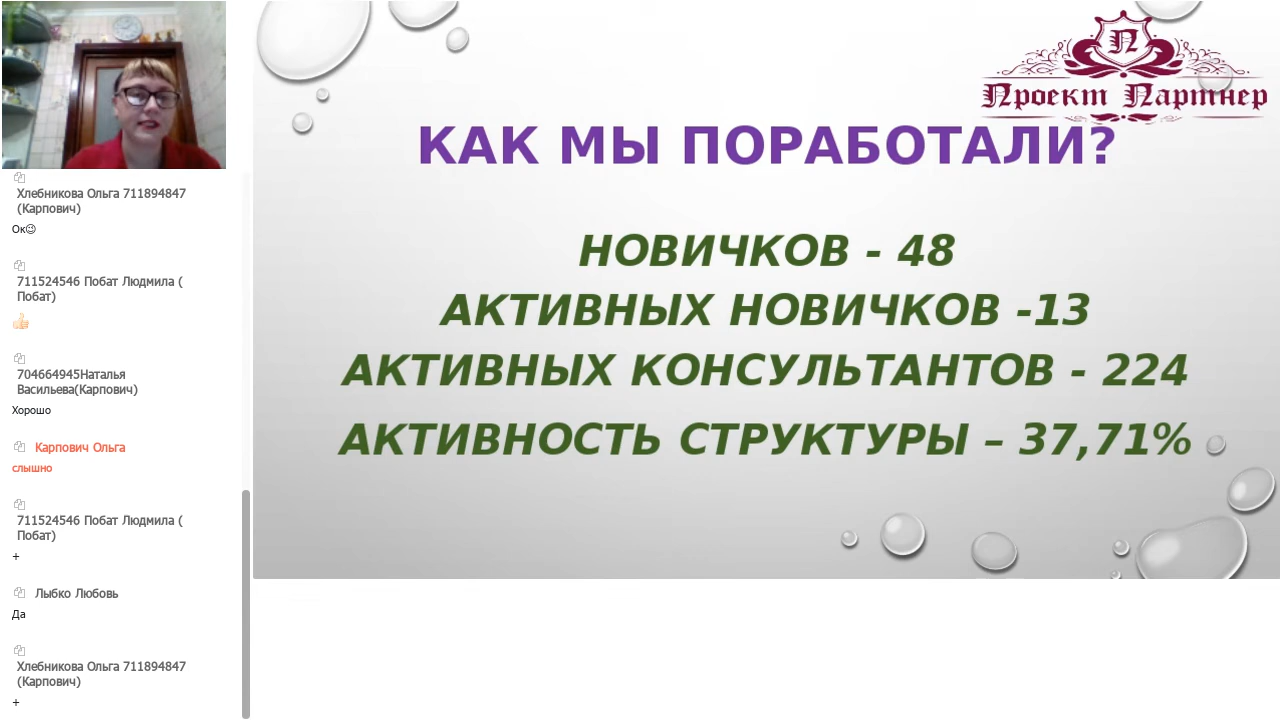 Хлебникова Ольга 711894847
(Карпович)
Ок
711524546 Побат Людмила (
Побат)
704664945Наталья
Васильева(Карпович)
Хорошо
Карпович Ольга
слышно
711524546 Побат Людмила (
Побат)
+
Лыбко Любовь
Да
Хлебникова Ольга 711894847
(Карпович)
+
П
Проект Партнер
КАК МЫ ПОРАБОТАЛИ?
НОВИЧКОВ - 48
АКТИВНЫХ НОВИЧКОВ -13
АКТИВНЫХ КОНСУЛЬТАНТОВ - 224
АКТИВНОСТЬ СТРУКТУРЫ – 37,71%